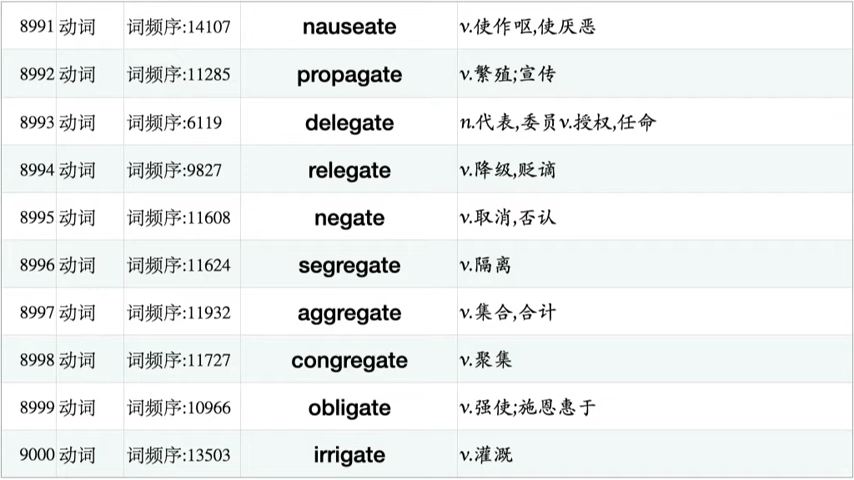 8991 动词 词频序:14107 nauseate v.使作呕,使厌恶
8992 动词 词频序:11285 propagate v.繁殖;宣传
8993 动词 词频序:6119 delegate n.代表,委员v.授权,任命
8994 动词 词频序:9827 relegate v.降级,贬谪
8995 动词 词频序:11608 negate v.取消,否认
8996 动词 词频序:11624 segregate v.隔离
8997 动词 词频序:11932 aggregate v.集合,合计
8998 动词 词频序:11727 congregate v.聚集
8999 动词 词频序:10966 obligate v.强使;施恩惠于
9000 动词 词频序:13503 irrigate v.灌溉